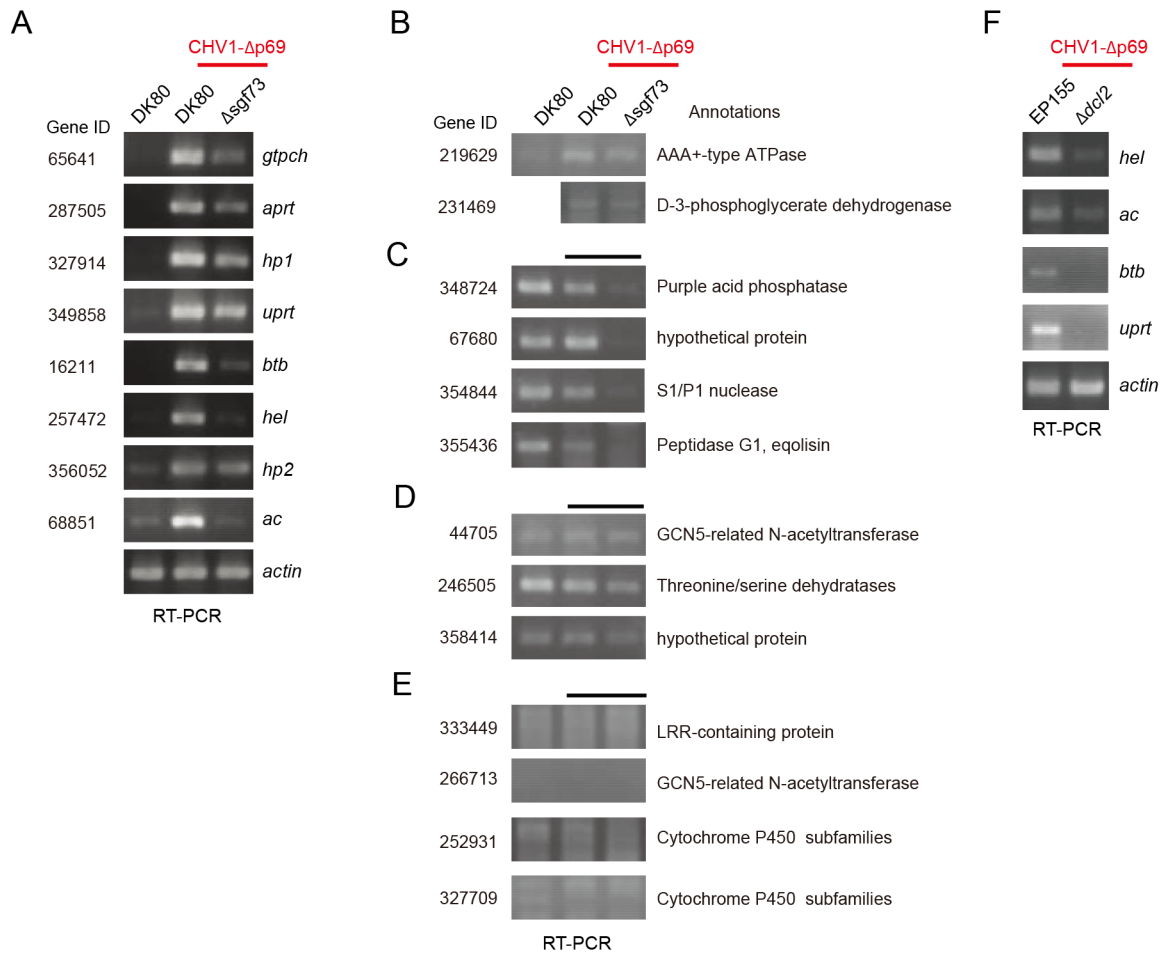 A
CHV1-Δp69
DK80
DK80
Δsgf73
Gene ID
65641
gtpch
287505
aprt
327914
hp1
349858
uprt
16211
btb
257472
hel
356052
hp2
68851
ac
actin
RT-PCR
B
CHV1-Δp69
DK80
DK80
Δsgf73
Annotations
Gene ID
219629
AAA+-type ATPase
231469
D-3-phosphoglycerate dehydrogenase
C
348724
Purple acid phosphatase
67680
hypothetical protein
354844
S1/P1 nuclease
355436
Peptidase G1, eqolisin
D
44705
GCN5-related N-acetyltransferase
246505
Threonine/serine dehydratases
358414
hypothetical protein
E
333449
LRR-containing protein
266713
GCN5-related N-acetyltransferase
252931
Cytochrome P450 subfamilies
327709
Cytochrome P450 subfamilies
RT-PCR
F
CHV1-Δp69
EP155
Δdcl2
hel
ac
btb
uprt
actin
RT-PCR